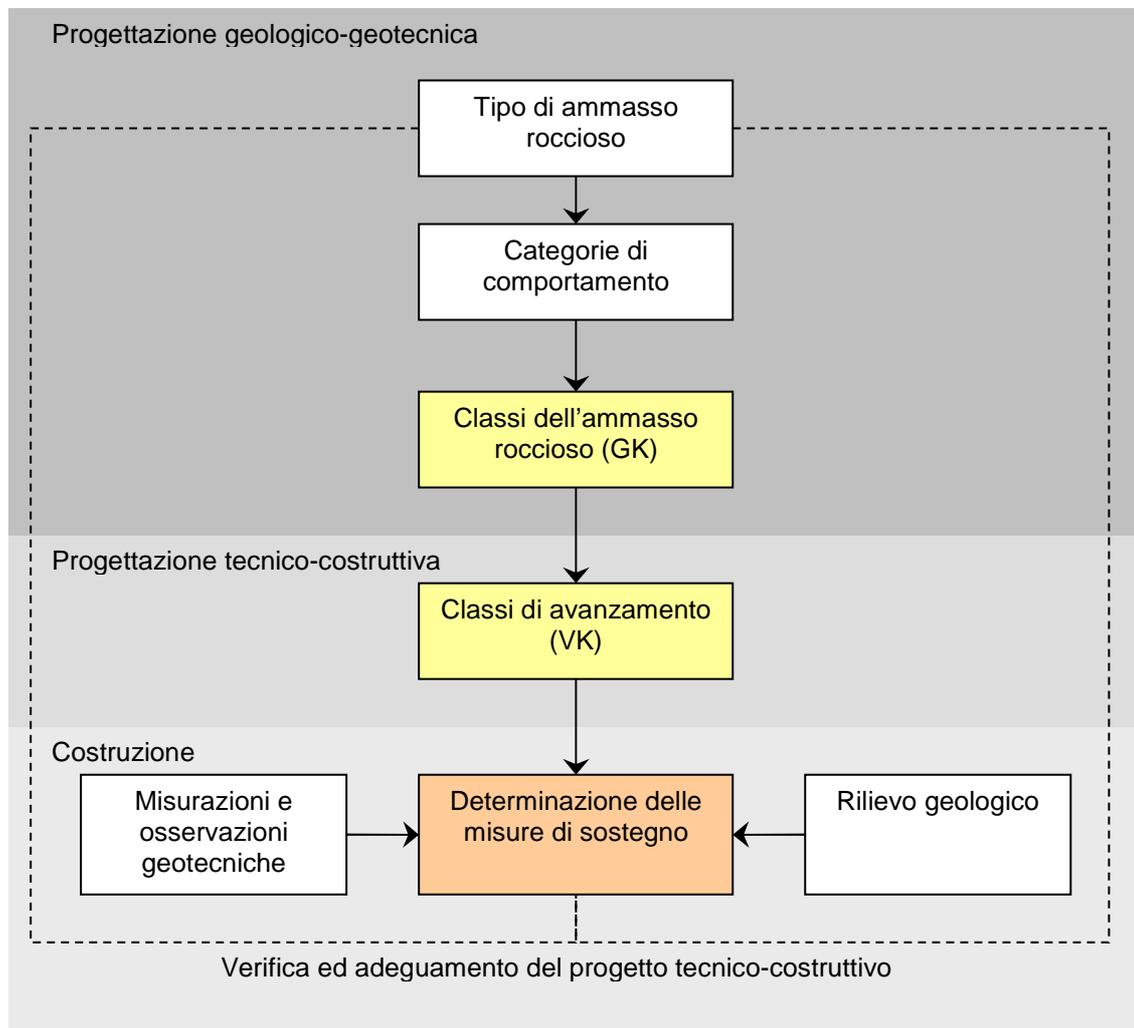 Progettazione geologico-geotecnica
Tipo di ammasso
roccioso
Categorie di
comportamento
Classi dell’ammasso
roccioso (GK)
Progettazione tecnico-costruttiva
Classi di avanzamento
(VK)
Costruzione
Misurazioni e
osservazioni
geotecniche
Determinazione delle
misure di sostegno
Rilievo geologico
Verifica ed adeguamento del progetto tecnico-costruttivo